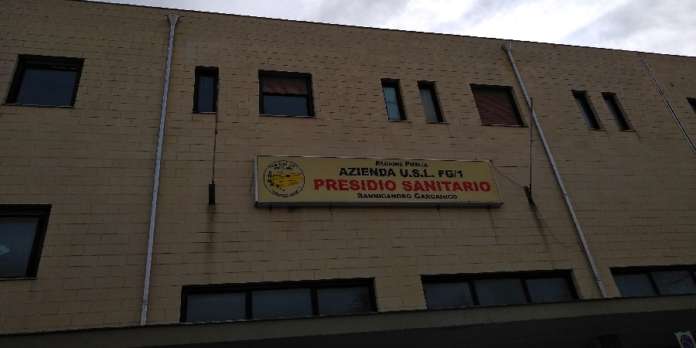 REGIONE PUGLIA
AZIENDA U.S.L. FG/1
PRESIDIO SANITARIO
SANNICANDRO GARGANICO